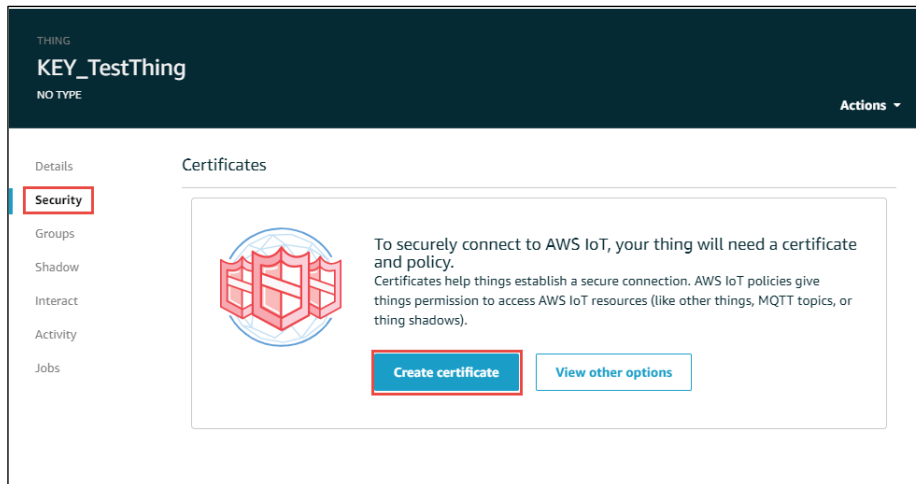 THING
KEY_TestThing
NO TYPE
Actions
Details
Security
Groups
Shadow
Interact
Activity
Jobs
Certificates
To securely connect to AWS IoT, your thing will need a certificate
and policy.
Certificates help things establish a secure connection. AWS IoT policies give
things permission to access AWS IoT resources (like other things, MQTT topics, or
thing shadows).
Create certificate
View other options